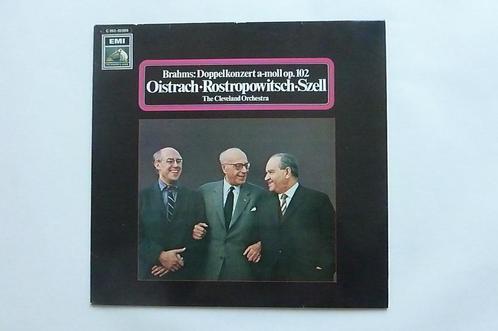 EMI
Brahms: Doppelkonzert a-moll op. 102
Oistrach·Rostropowitsch·Szell
The Cleveland Orchestra